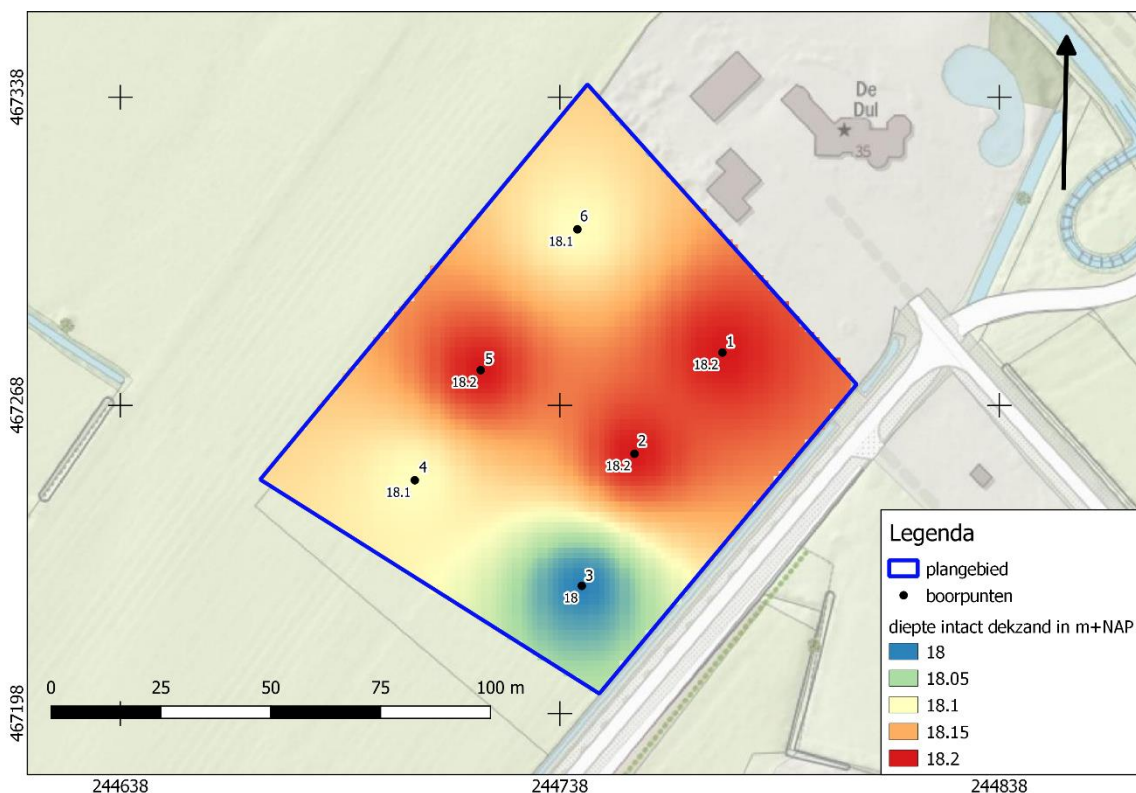 467338
467268
467198
De
Dul
35
6
18.1
1
18.2
5
18.2
2
18.2
4
18.1
3
18
0 25 50 75 100 m
244638 244738 244838
Legenda
plangebied
boorpunten
diepte intact dekzand in m+NAP
18
18.05
18.1
18.15
18.2